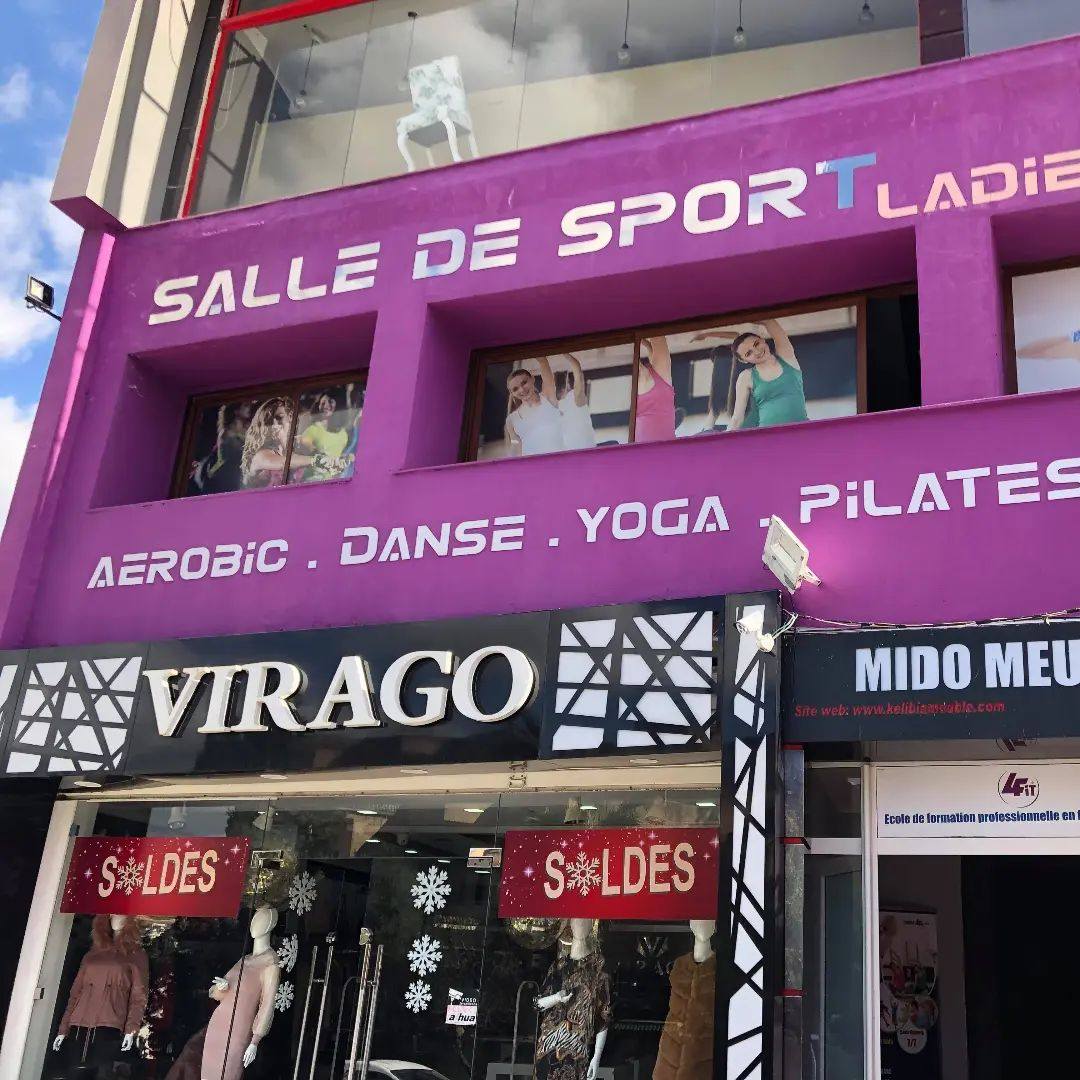 SALLE DE SPORT LADIE
AEROBiC . DANSE . YOGA . PiLATES
VIRAGO
MIDO MEU
Site web: www.kelibiameuble.com
4FiT
Ecole de formation professionnelle en
SOLDES
SOLDES